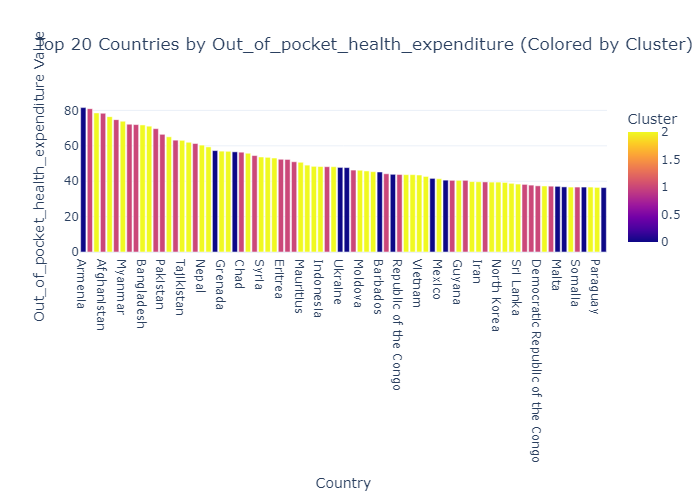 Top 20 Countries by Out_of_pocket_health_expenditure (Colored by Cluster)
Out_of_pocket_health_expenditure Value
80
60
40
20
0
Armenia
Afghanistan
Myanmar
Bangladesh
Pakistan
Tajikistan
Nepal
Grenada
Chad
Syria
Eritrea
Mauritius
Indonesia
Ukraine
Moldova
Barbados
Republic of the Congo
Vietnam
Mexico
Guyana
Iran
North Korea
Sri Lanka
Democratic Republic of the Congo
Malta
Somalia
Paraguay
Country
Cluster
2
1.5
1
0.5
0